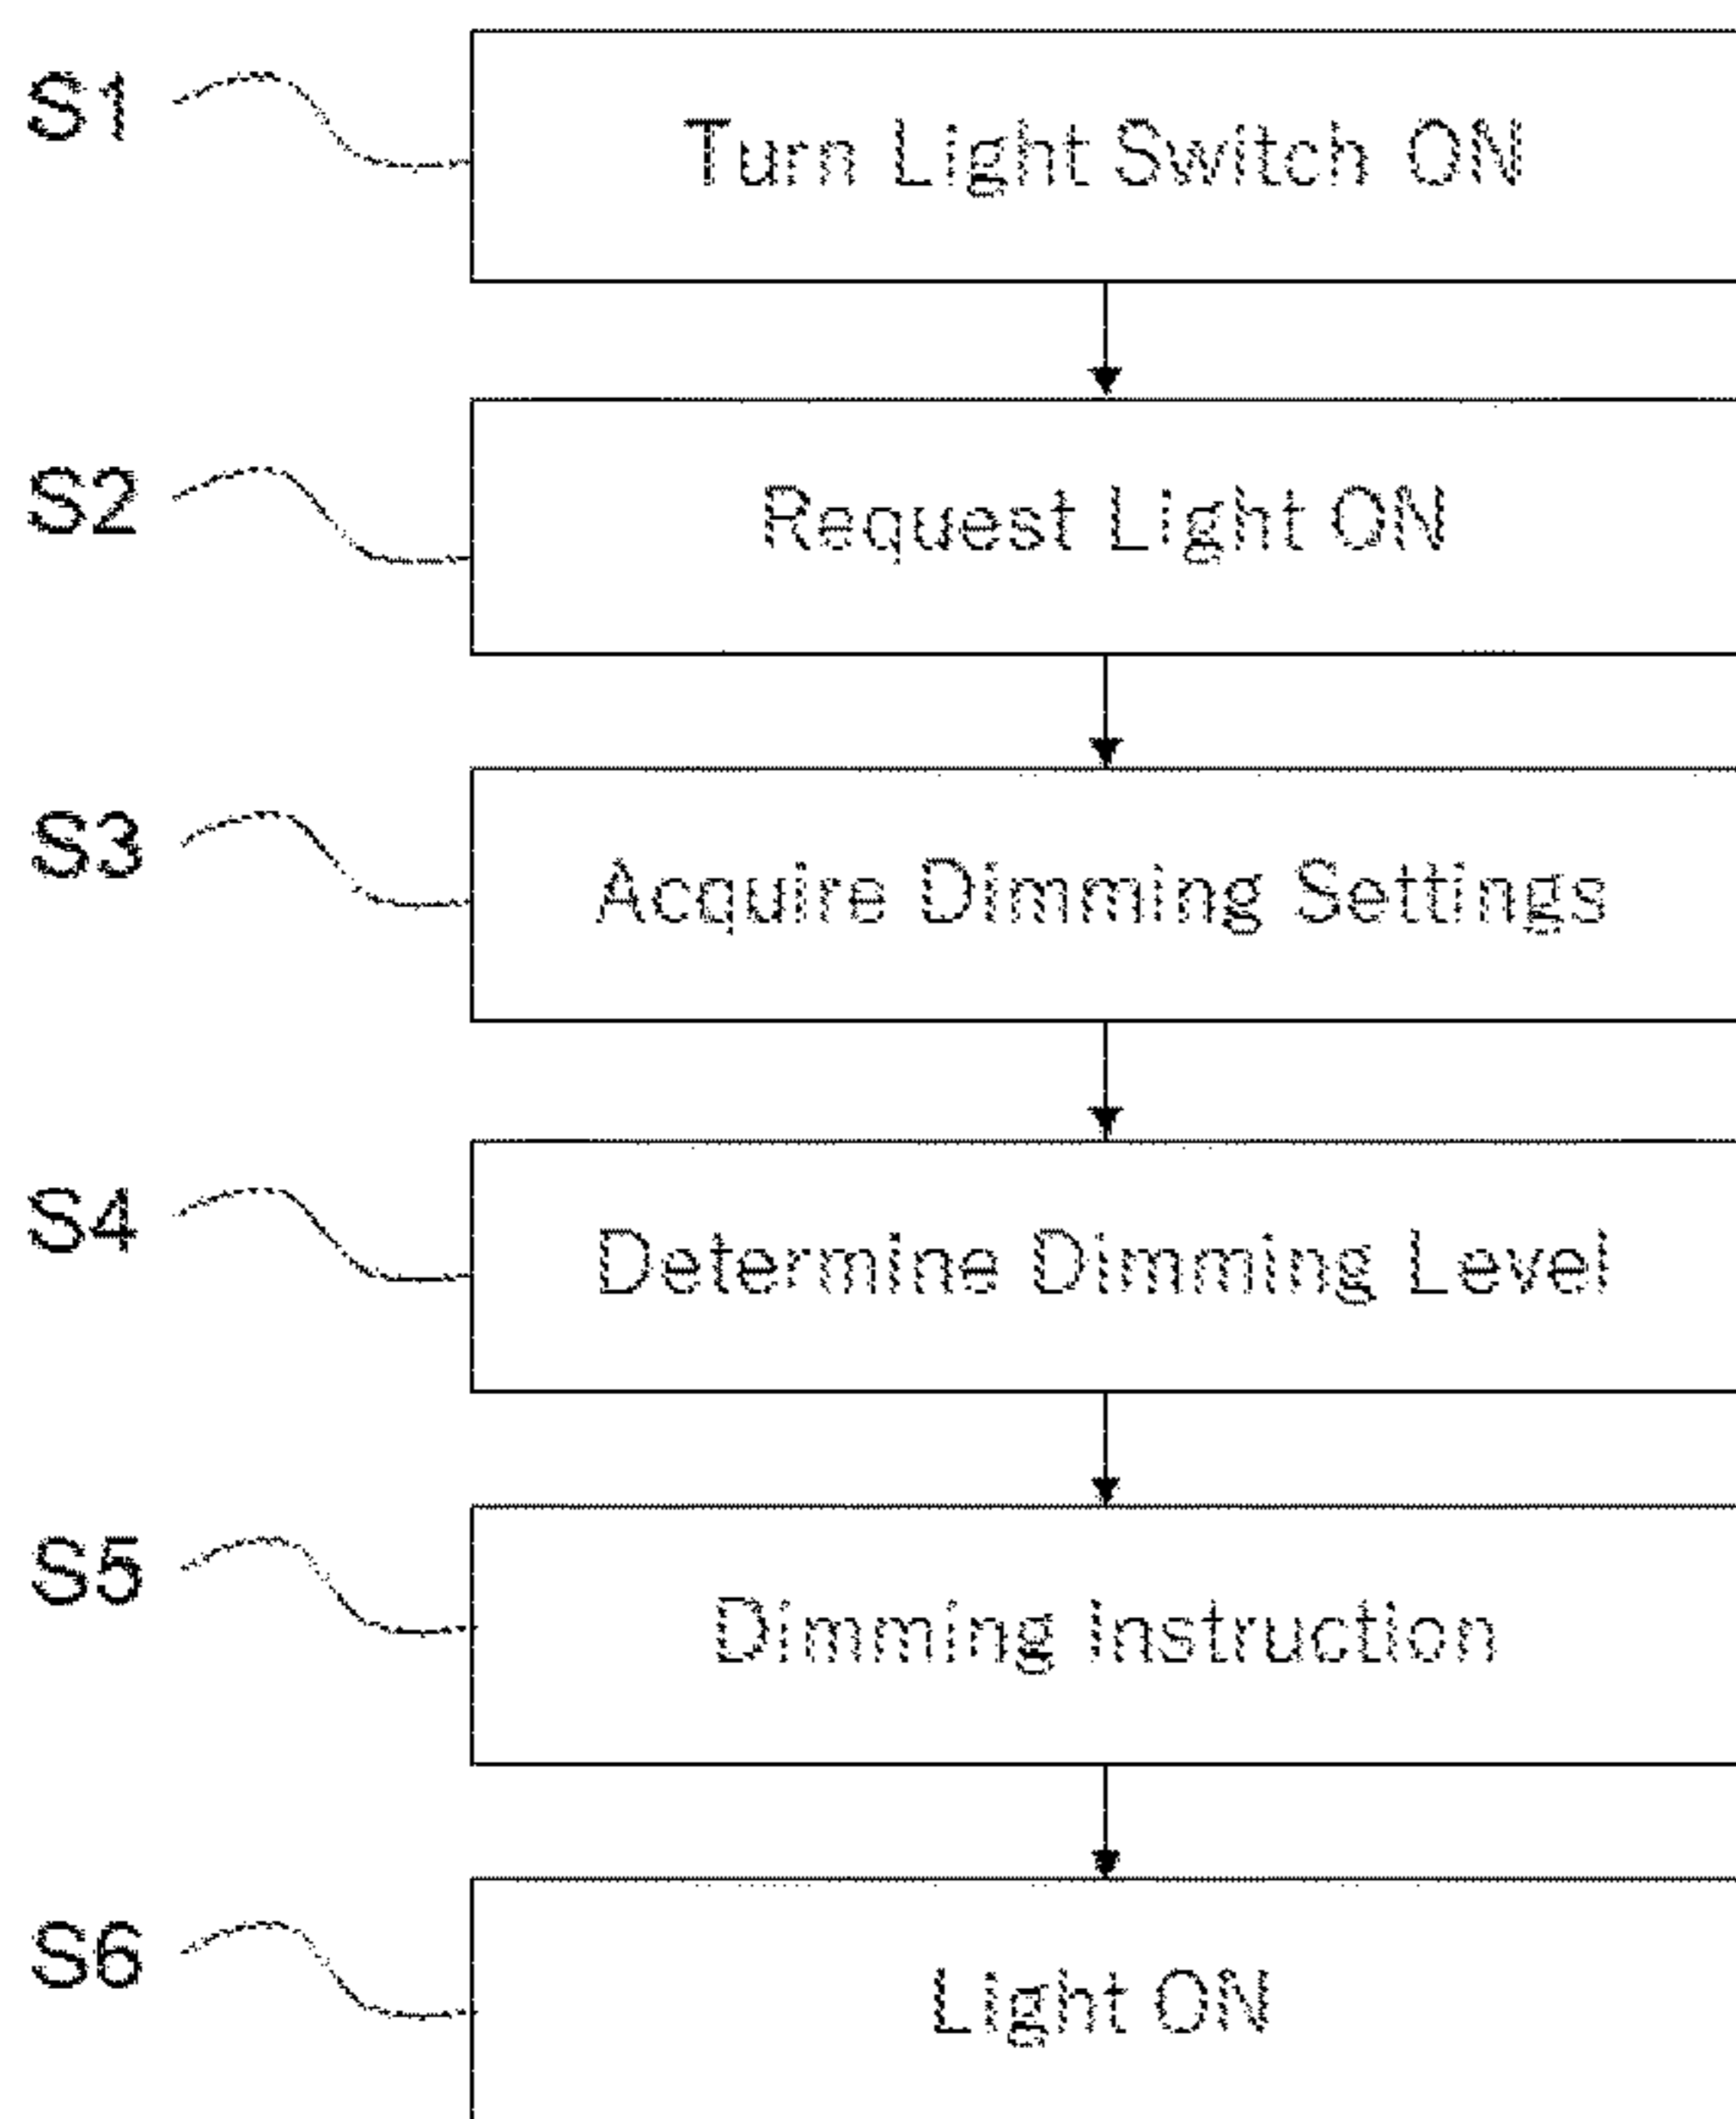 S1
Turn Light Switch ON
S2
Request Light ON
S3
Acquire Dimming Settings
S4
Determine Dimming Level
S5
Dimming Instruction
S6
Light ON